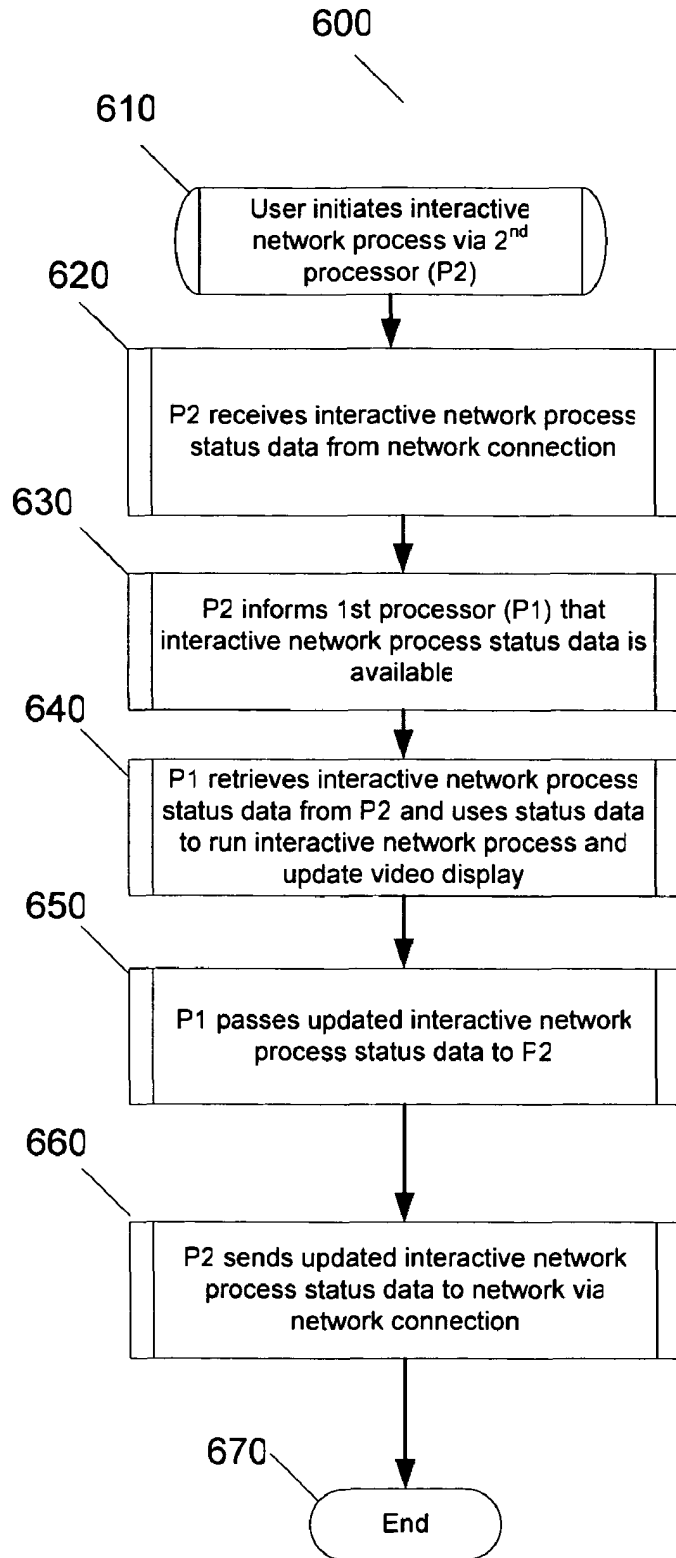 600
610
User initiates interactive
network process via 2nd
processor (P2)
620
P2 receives interactive network process
status data from network connection
630
P2 informs 1st processor (P1) that
interactive network process status data is
available
640
P1 retrieves interactive network process
status data from P2 and uses status data
to run interactive network process and
update video display
650
P1 passes updated interactive network
process status data to P2
660
P2 sends updated interactive network
process status data to network via
network connection
670
End